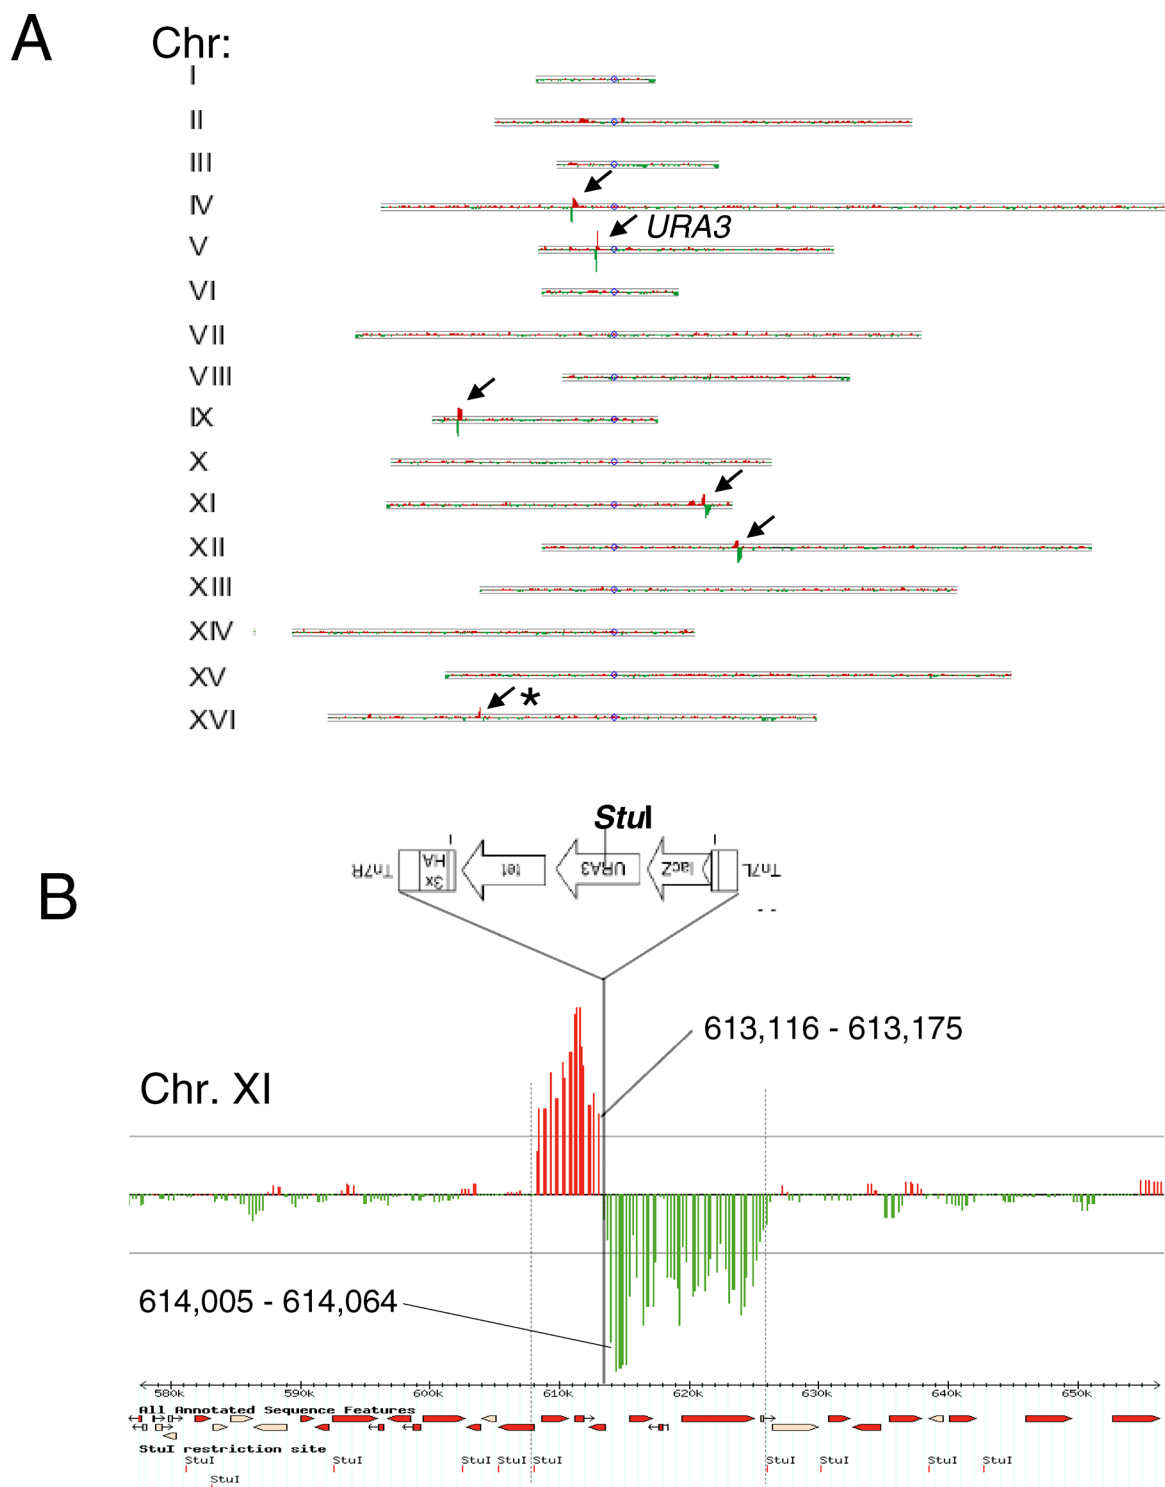 A
Chr:
I
II
III
IV
URA3
V
VI
VII
VIII
IX
X
XI
XII
XIII
XIV
XV
*
XVI
B
StuI
Tn7R
3x
HA
tet
URA3
lacZ
Tn7L
613,116 - 613,175
Chr. XI
614,005 - 614,064
580k 590k 600k 610k 620k 630k 640k 650k
All Annotated Sequence Features
StuI restriction site
StuI StuI StuI StuI StuI StuI StuI StuI StuI
StuI